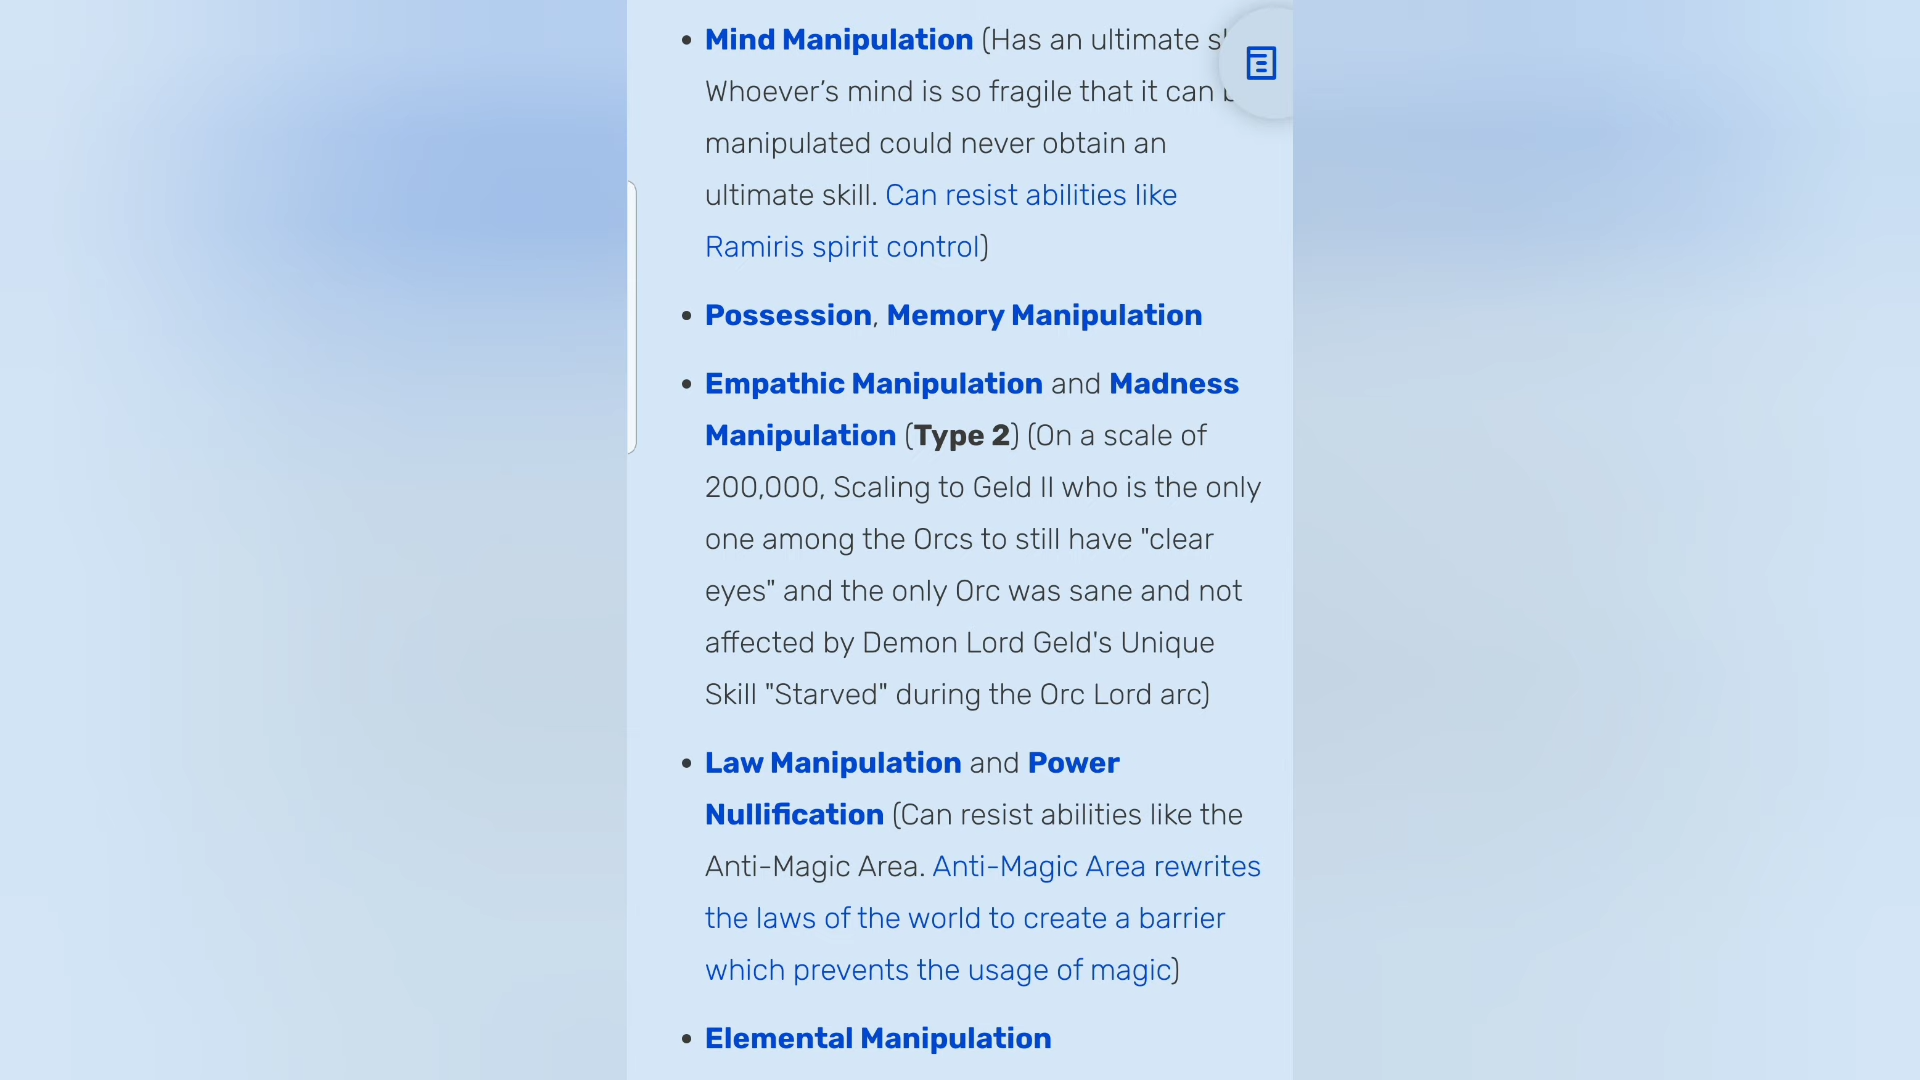 Mind Manipulation (Has an ultimate
Whoever's mind is so fragile that it can
manipulated could never obtain an
ultimate skill. Can resist abilities like
Ramiris spirit control)
Possession, Memory Manipulation
Empathic Manipulation and Madness
Manipulation (Type 2) (On a scale of
200,000, Scaling to Geld II who is the only
one among the Orcs to still have "clear
eyes" and the only Orc was sane and not
affected by Demon Lord Geld's Unique
Skill "Starved" during the Orc Lord arc)
Law Manipulation and Power
Nullification (Can resist abilities like the
Anti-Magic Area. Anti-Magic Area rewrites
the laws of the world to create a barrier
which prevents the usage of magic)
Elemental Manipulation